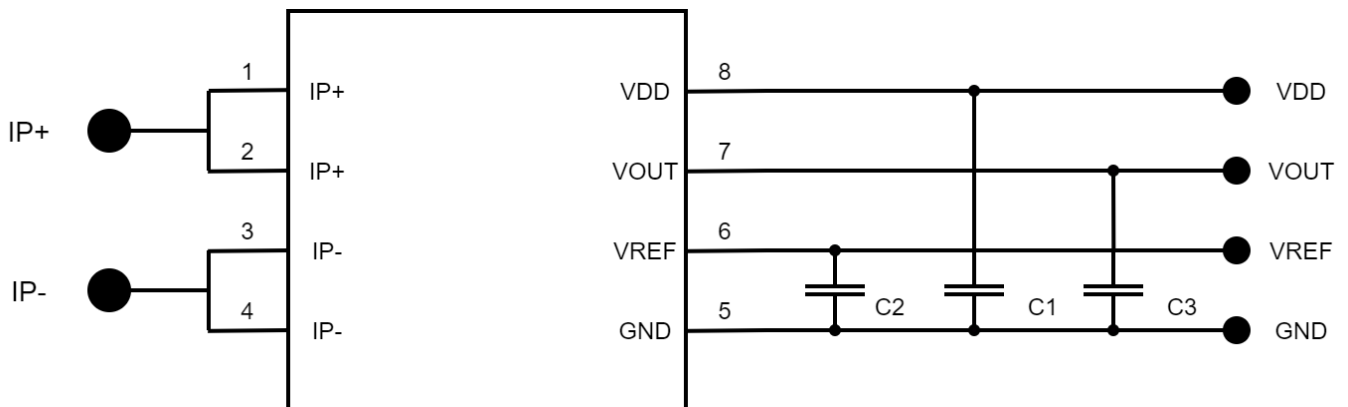 1
8
IP+
VDD
VDD
IP+
2
7
IP+
VOUT
VOUT
3
6
IP-
VREF
VREF
IP-
4
5
C2
C1
C3
IP-
GND
GND